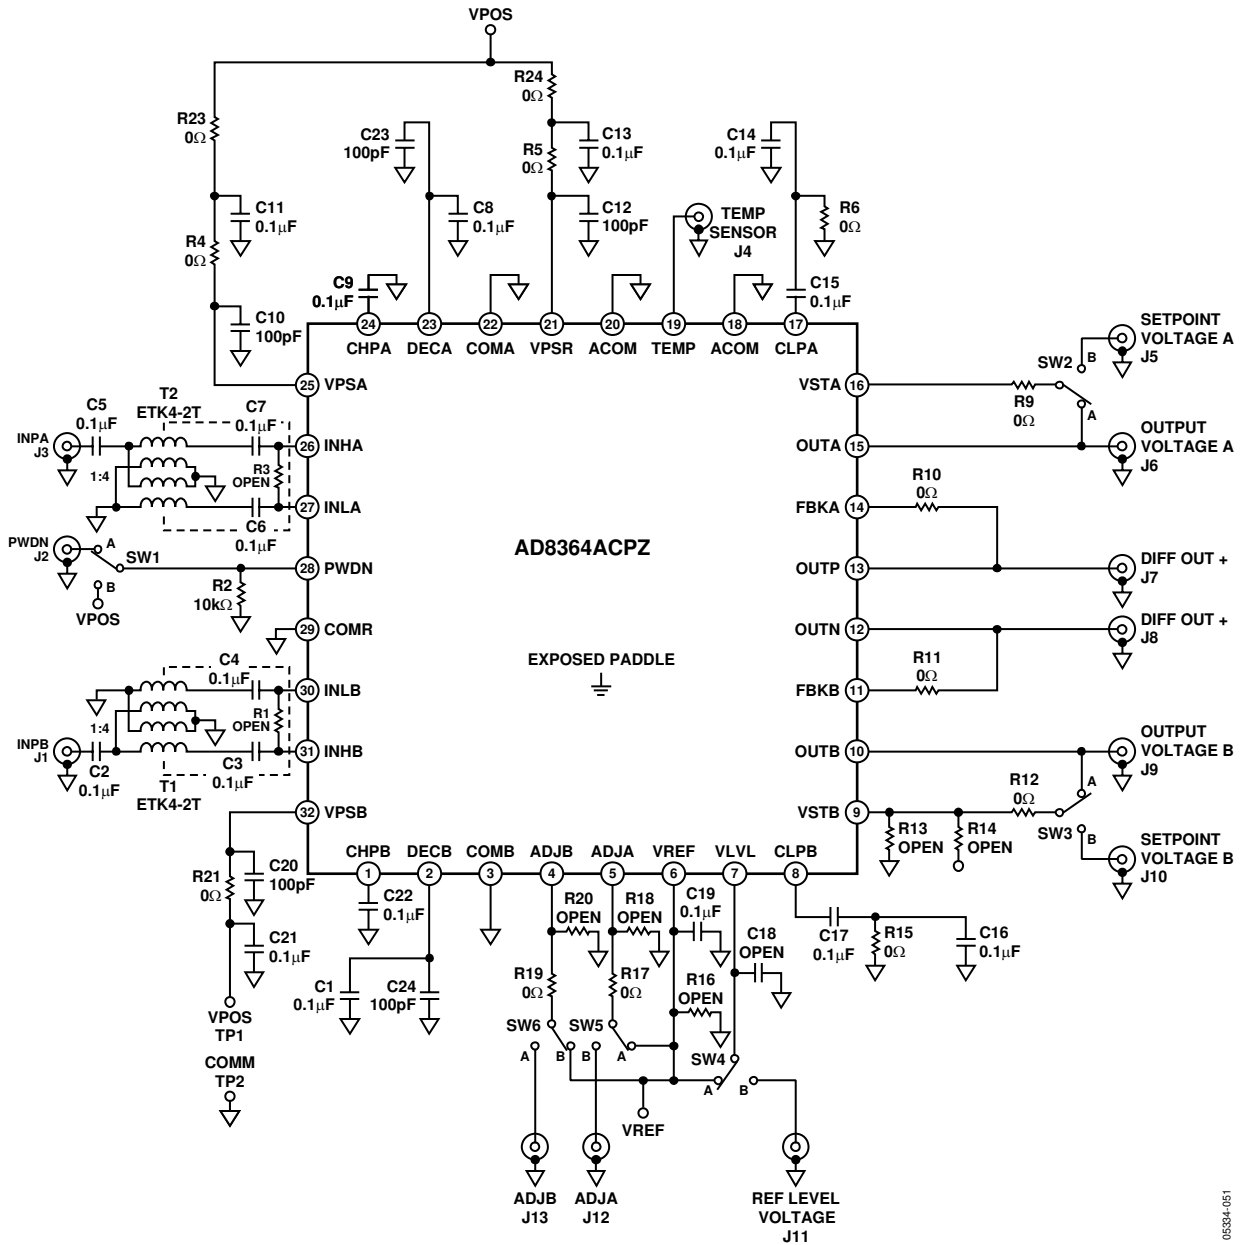 VPOS
R24
0Ω
R23
0Ω
C23
100pF
C13
0.1μF
R5
0Ω
C14
0.1μF
C11
0.1μF
R4
0Ω
C8
0.1μF
C12
100pF
TEMP
SENSOR
J4
R6
0Ω
C9
0.1μF
C15
0.1μF
C10
100pF
24
23
22
21
20
19
18
17
CHPA
DECA
COMA
VPSR
ACOM
TEMP
ACOM
CLPA
SETPOINT
VOLTAGE A
J5
SW2
B
A
25
VPSA
VSTA
16
R9
0Ω
T2
ETK4-2T
C5
0.1μF
C7
0.1μF
INPA
J3
26
INHA
OUTA
15
OUTPUT
VOLTAGE A
J6
1:4
R3
OPEN
R10
0Ω
27
INLA
FBKA
14
C6
0.1μF
PWDN
J2
A
SW1
B
VPOS
R2
10kΩ
28
PWDN
AD8364ACPZ
OUTP
13
DIFF OUT +
J7
29
COMR
OUTN
12
DIFF OUT +
J8
EXPOSED PADDLE
C4
0.1μF
R11
0Ω
30
INLB
FBKB
11
R1
OPEN
1:4
INPB
J1
C2
0.1μF
31
INHB
OUTB
10
OUTPUT
VOLTAGE B
J9
C3
0.1μF
T1
ETK4-2T
R12
0Ω
A
32
VPSB
VSTB
9
SW3
B
R13
OPEN
R14
OPEN
SETPOINT
VOLTAGE B
J10
CHPB
DECB
COMB
ADJB
ADJA
VREF
VLVL
CLPB
1
2
3
4
5
6
7
8
R21
0Ω
C20
100pF
C22
0.1μF
R20
OPEN
R18
OPEN
C19
0.1μF
C18
OPEN
C17
0.1μF
R15
0Ω
C16
0.1μF
C21
0.1μF
C1
0.1μF
C24
100pF
R19
0Ω
R17
0Ω
R16
OPEN
VPOS
TP1
SW6
A
B
SW5
B
A
SW4
A
B
COMM
TP2
VREF
ADJB
J13
ADJA
J12
REF LEVEL
VOLTAGE
J11
05334-051